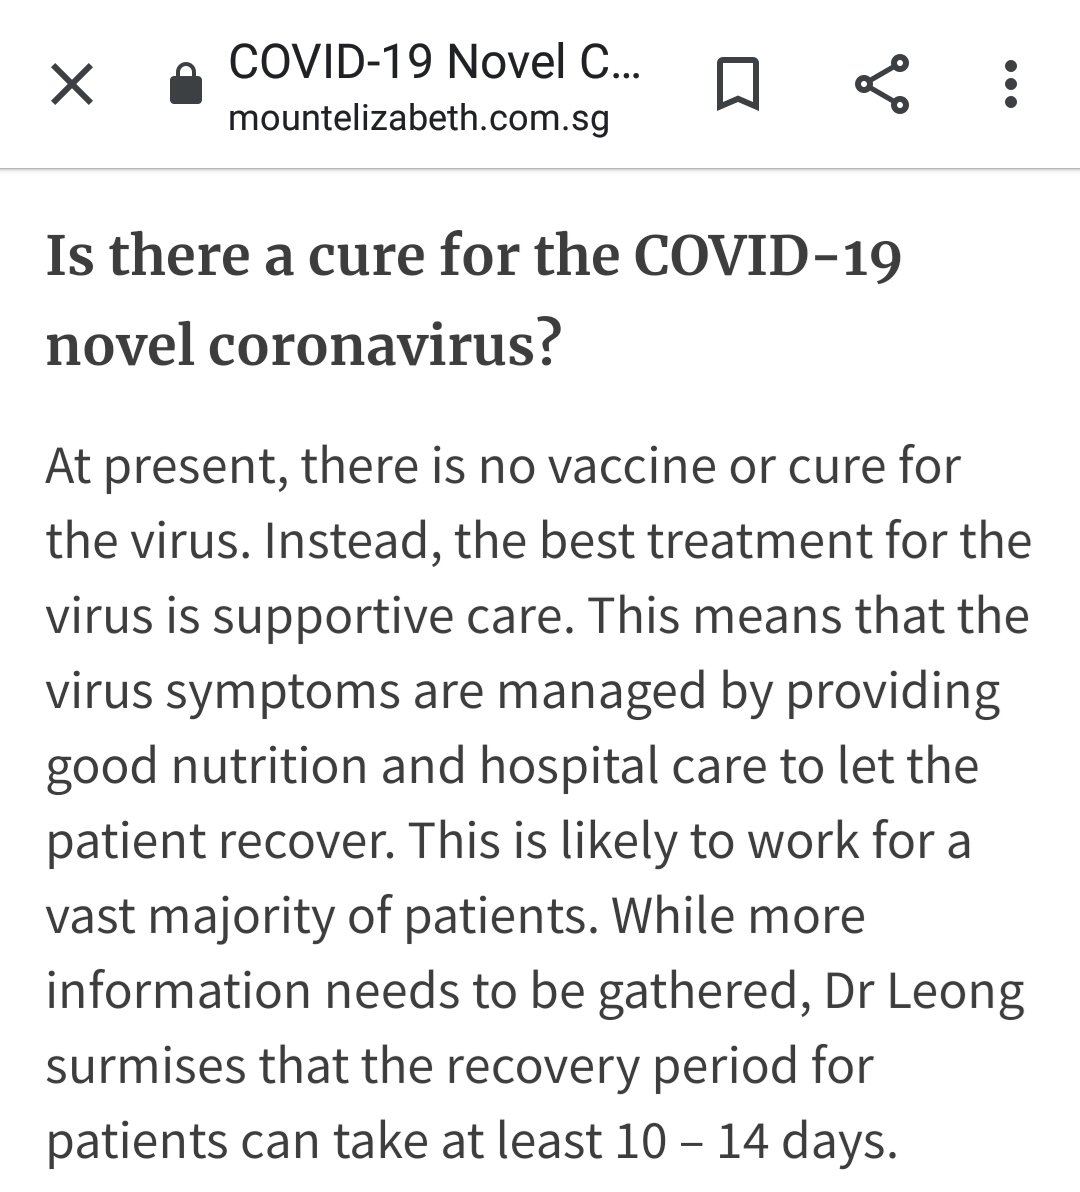 COVID-19 Novel C...
mountelizabeth.com.sg
Is there a cure for the COVID-19
novel coronavirus?
At present, there is no vaccine or cure for
the virus. Instead, the best treatment for the
virus is supportive care. This means that the
virus symptoms are managed by providing
good nutrition and hospital care to let the
patient recover. This is likely to work for a
vast majority of patients. While more
information needs to be gathered, Dr Leong
surmises that the recovery period for
patients can take at least 10 – 14 days.